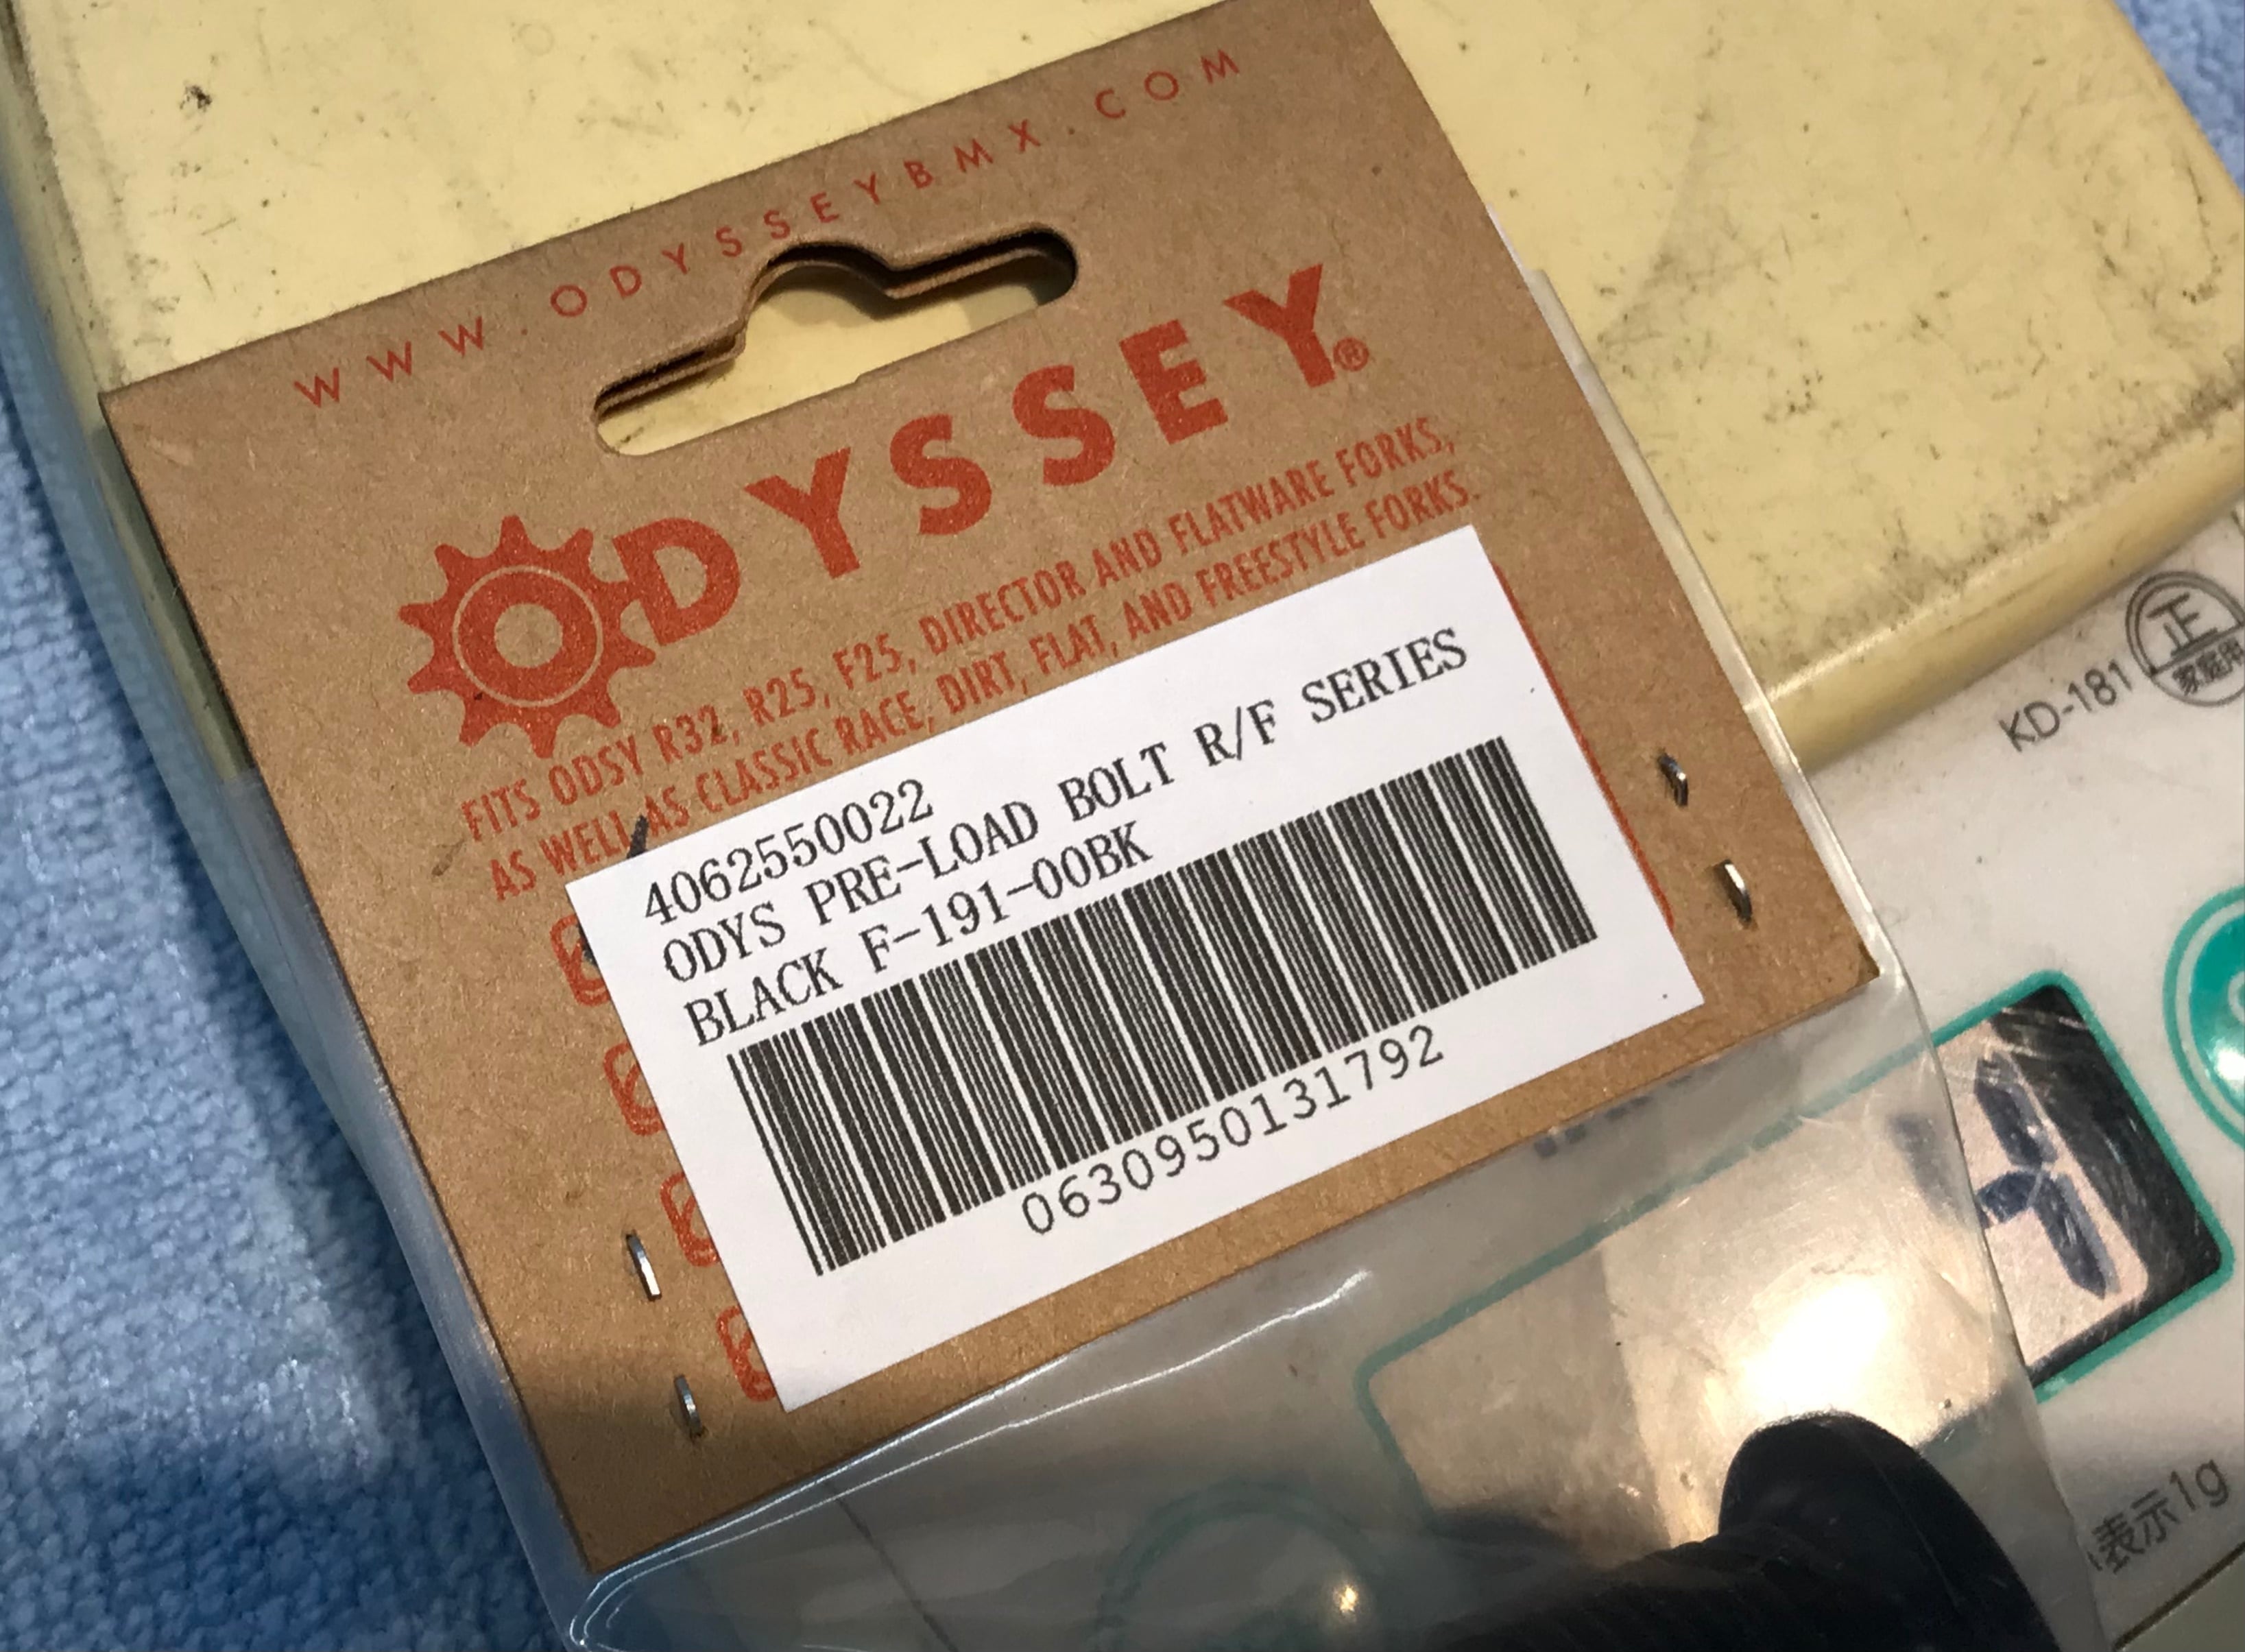 WWW.ODYSSEYBMX.COM
ODYSSEY®
FITS ODSY R32, R25, F25, DIRECTOR AND FLATWARE FORKS,
AS WELL AS CLASSIC RACE, DIRT, FLAT, AND FREESTYLE FORKS.
4062550022
ODYS PRE-LOAD BOLT R/F SERIES
BLACK F-191-00BK
0630950131792
KD-181
正
家庭用
表示1g